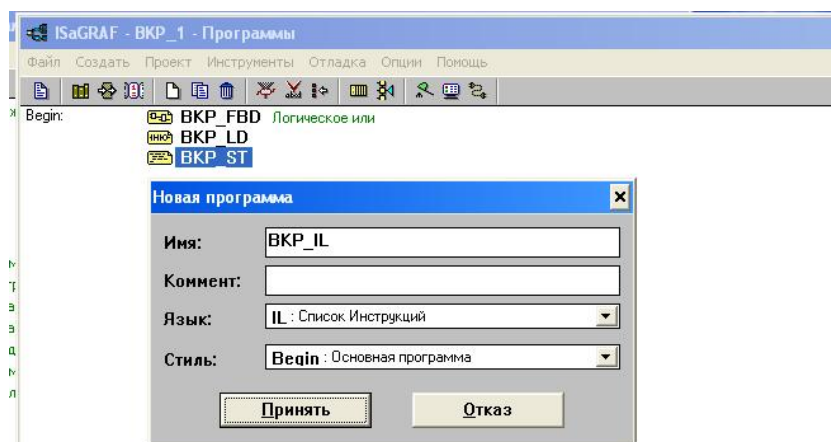 ISaGRAF - BKP_1 - Программы
Файл Создать Проект Инструменты Отладка Опции Помощь
Begin:
BKP_FBD Логическое или
BKP_LD
BKP_ST
Новая программа
Имя: BKP_IL
Коммент:
Язык: IL : Список Инструкций
Стиль: Begin : Основная программа
Принять Отказ